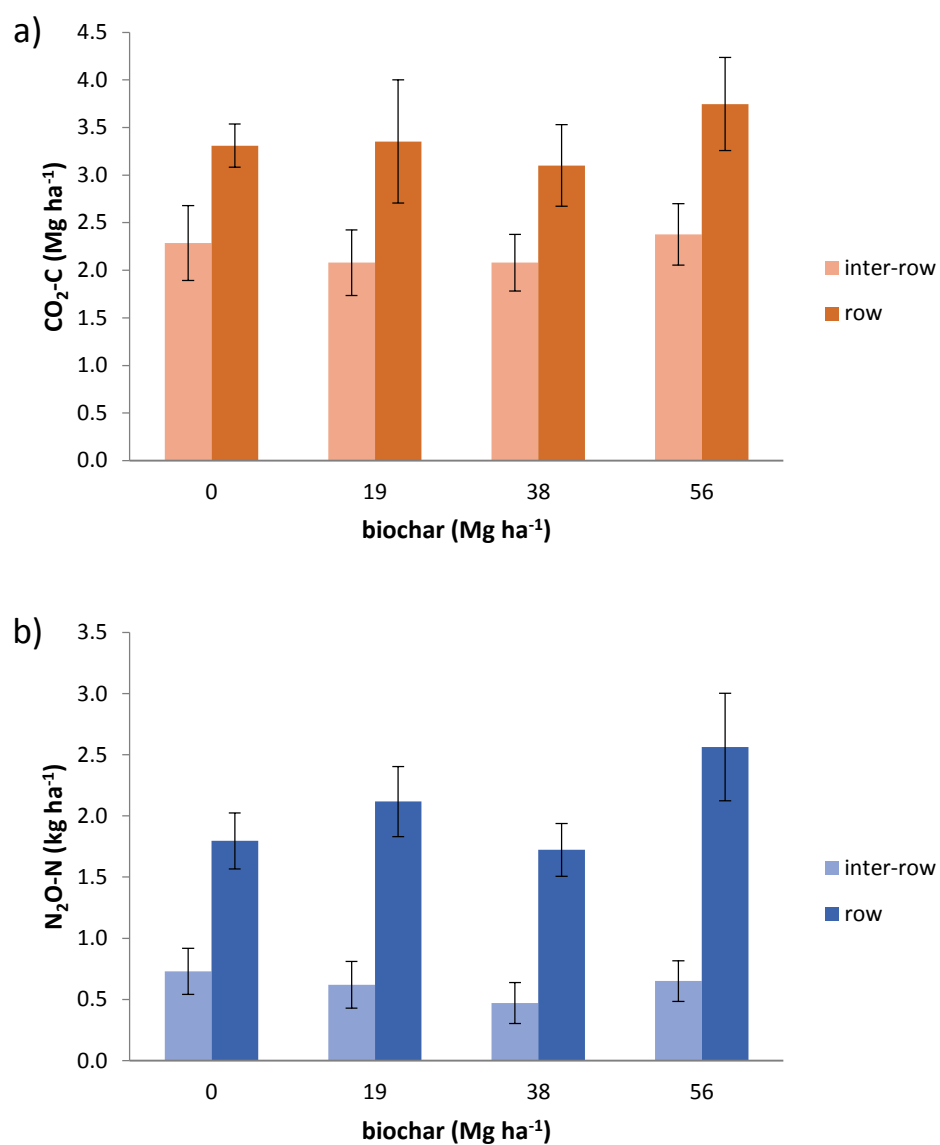 a)
4.5
4.0
3.5
3.0
2.5
2.0
1.5
1.0
0.5
0.0
CO₂-C (Mg ha⁻¹)
inter-row
row
0 19 38 56
biochar (Mg ha⁻¹)
b)
3.5
3.0
2.5
2.0
1.5
1.0
0.5
0.0
N₂O-N (kg ha⁻¹)
inter-row
row
0 19 38 56
biochar (Mg ha⁻¹)